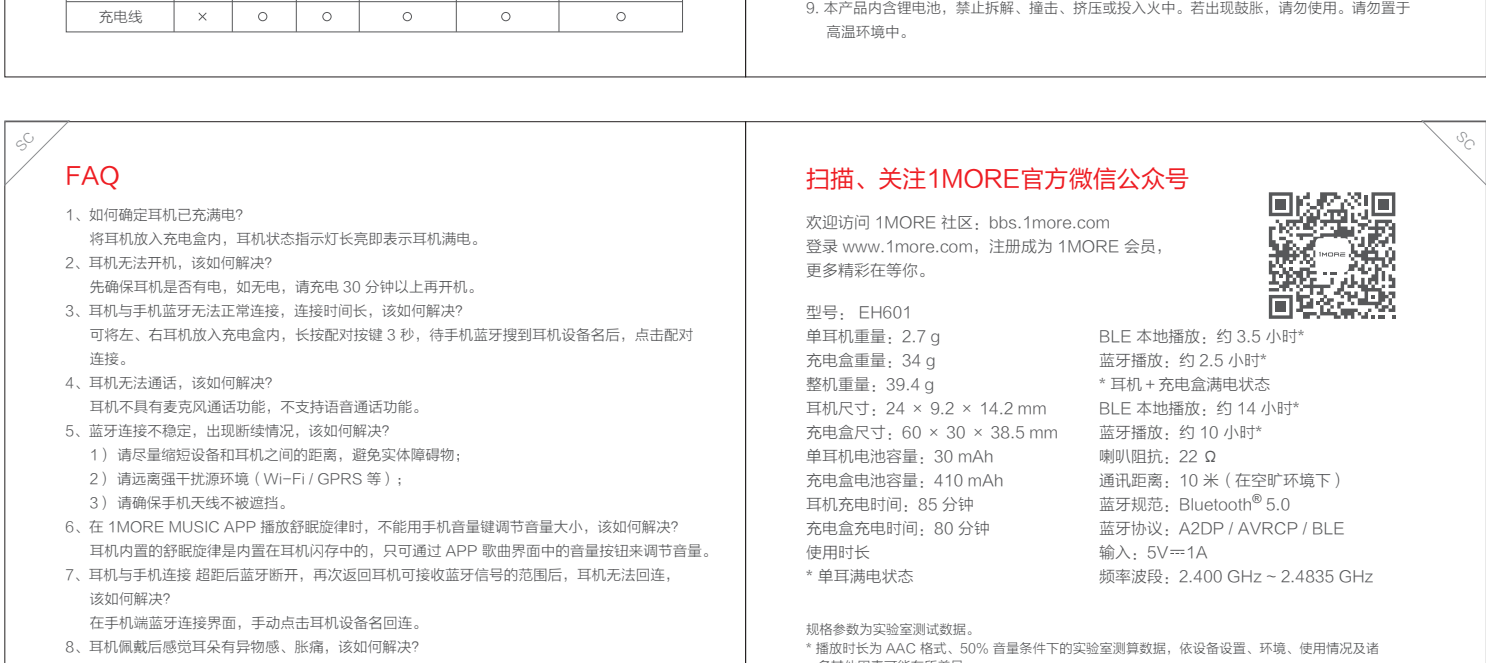 充电线 × ○ ○ ○ ○ ○
9. 本产品内含锂电池，禁止拆解、撞击、挤压或投入火中。若出现鼓胀，请勿使用。请勿置于
高温环境中。
SC
FAQ
1、如何确定耳机已充满电?
将耳机放入充电盒内，耳机状态指示灯长亮即表示耳机满电。
2、耳机无法开机，该如何解决?
先确保耳机是否有电，如无电，请充电 30 分钟以上再开机。
3、耳机与手机蓝牙无法正常连接，连接时间长，该如何解决?
可将左、右耳机放入充电盒内，长按配对按键 3 秒，待手机蓝牙搜到耳机设备名后，点击配对
连接。
4、耳机无法通话，该如何解决?
耳机不具有麦克风通话功能，不支持语音通话功能。
5、蓝牙连接不稳定，出现断续情况，该如何解决?
1） 请尽量缩短设备和耳机之间的距离，避免实体障碍物；
2） 请远离强干扰源环境（Wi-Fi / GPRS 等）；
3） 请确保手机天线不被遮挡。
6、在 1MORE MUSIC APP 播放舒眠旋律时，不能用手机音量键调节音量大小，该如何解决?
耳机内置的舒眠旋律是内置在耳机闪存中的，只可通过 APP 歌曲界面中的音量按钮来调节音量。
7、耳机与手机连接 超距后蓝牙断开，再次返回耳机可接收蓝牙信号的范围后，耳机无法回连，
该如何解决?
在手机端蓝牙连接界面，手动点击耳机设备名回连。
8、耳机佩戴后感觉耳朵有异物感、胀痛，该如何解决?
SC
扫描、关注1MORE官方微信公众号
欢迎访问 1MORE 社区：bbs.1more.com
登录 www.1more.com，注册成为 1MORE 会员，
更多精彩在等你。
1MORE
型号： EH601
单耳机重量：2.7 g
充电盒重量：34 g
整机重量：39.4 g
耳机尺寸：24 × 9.2 × 14.2 mm
充电盒尺寸：60 × 30 × 38.5 mm
单耳机电池容量：30 mAh
充电盒电池容量：410 mAh
耳机充电时间：85 分钟
充电盒充电时间：80 分钟
使用时长
* 单耳满电状态
BLE 本地播放：约 3.5 小时*
蓝牙播放：约 2.5 小时*
* 耳机 + 充电盒满电状态
BLE 本地播放：约 14 小时*
蓝牙播放：约 10 小时*
喇叭阻抗：22 Ω
通讯距离：10 米（在空旷环境下）
蓝牙规范：Bluetooth® 5.0
蓝牙协议：A2DP / AVRCP / BLE
输入：5V⎓1A
频率波段：2.400 GHz ~ 2.4835 GHz
规格参数为实验室测试数据。
* 播放时长为 AAC 格式、50% 音量条件下的实验室测算数据，依设备设置、环境、使用情况及诸